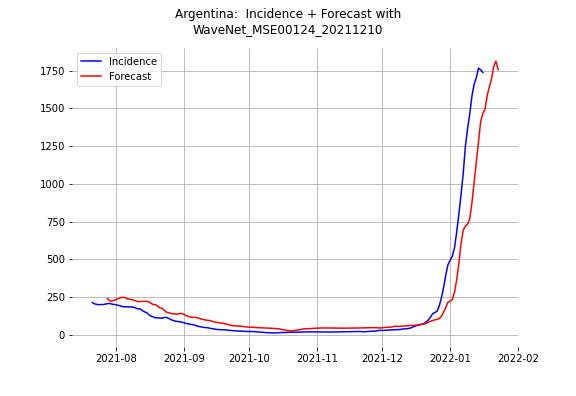 Argentina: Incidence + Forecast with
WaveNet_MSE00124_20211210
Incidence
Forecast
1750
1500
1250
1000
750
500
250
0
2021-08 2021-09 2021-10 2021-11 2021-12 2022-01 2022-02